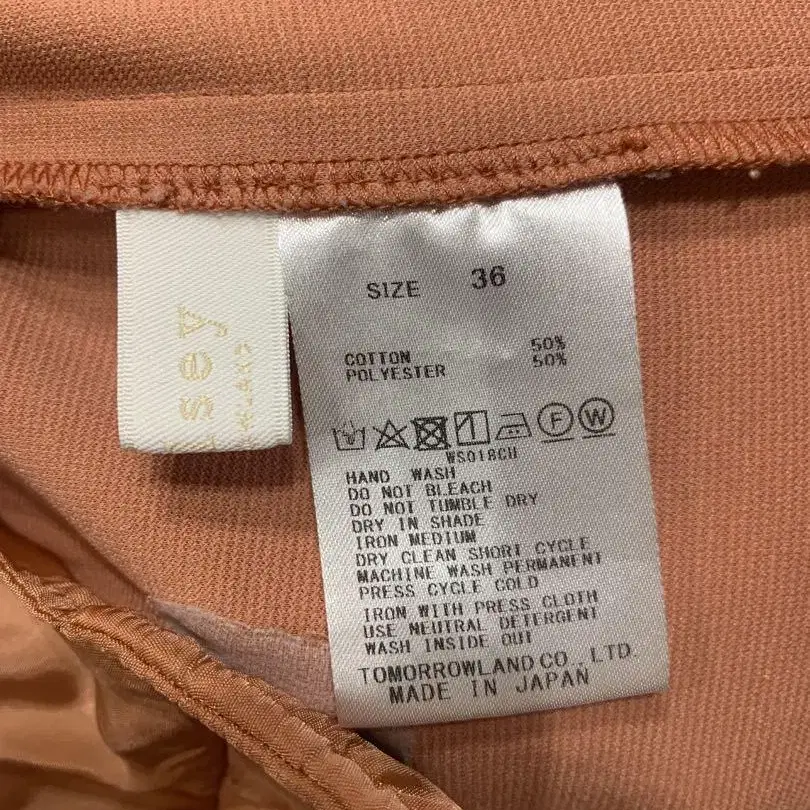 SIZE 36
COTTON 50%
POLYESTER 50%
F W
WS018CH
HAND WASH
DO NOT BLEACH
DO NOT TUMBLE DRY
DRY IN SHADE
IRON MEDIUM
DRY CLEAN SHORT CYCLE
MACHINE WASH PERMANENT
PRESS CYCLE COLD
IRON WITH PRESS CLOTH
USE NEUTRAL DETERGENT
WASH INSIDE OUT
TOMORROWLAND CO.,LTD.
MADE IN JAPAN